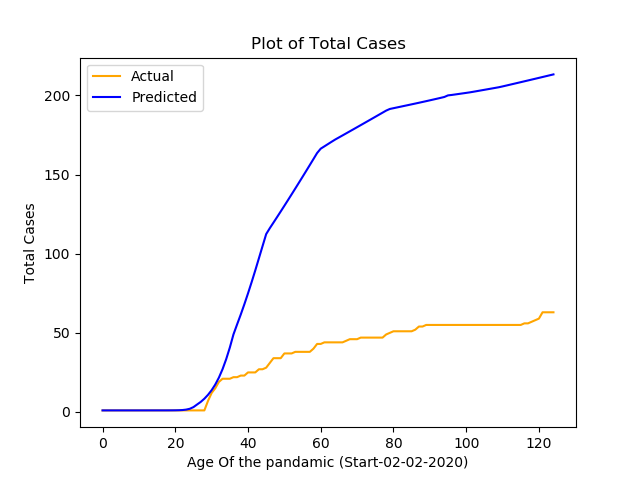 Plot of Total Cases
Actual
Predicted
200
150
100
50
0
Total Cases
0 20 40 60 80 100 120
Age Of the pandamic (Start-02-02-2020)